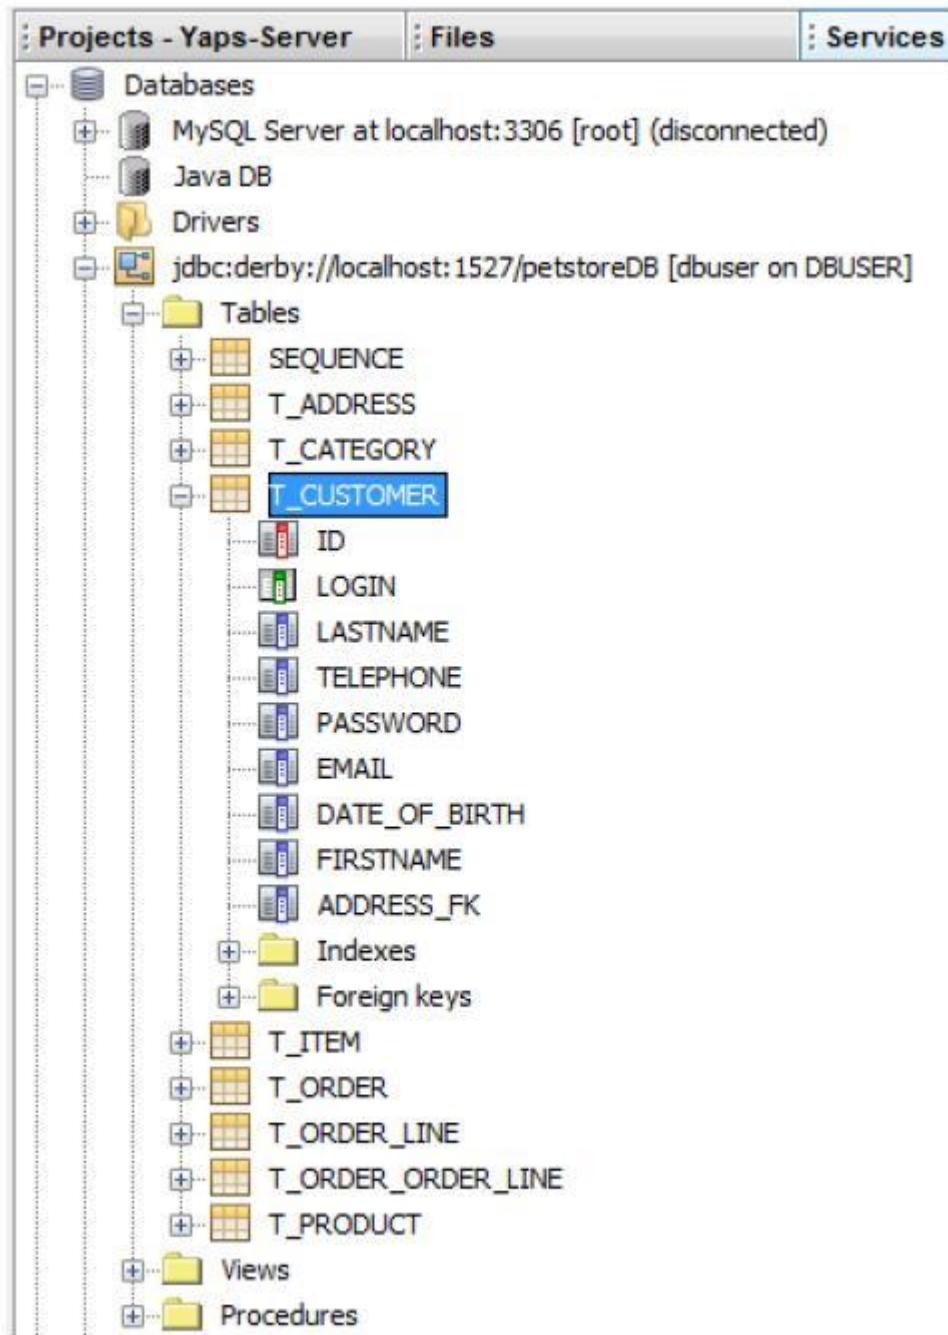 Projects - Yaps-Server Files Services
Databases
MySQL Server at localhost:3306 [root] (disconnected)
Java DB
Drivers
jdbc:derby://localhost:1527/petstoreDB [dbuser on DBUSER]
Tables
SEQUENCE
T_ADDRESS
T_CATEGORY
T_CUSTOMER
ID
LOGIN
LASTNAME
TELEPHONE
PASSWORD
EMAIL
DATE_OF_BIRTH
FIRSTNAME
ADDRESS_FK
Indexes
Foreign keys
T_ITEM
T_ORDER
T_ORDER_LINE
T_ORDER_ORDER_LINE
T_PRODUCT
Views
Procedures